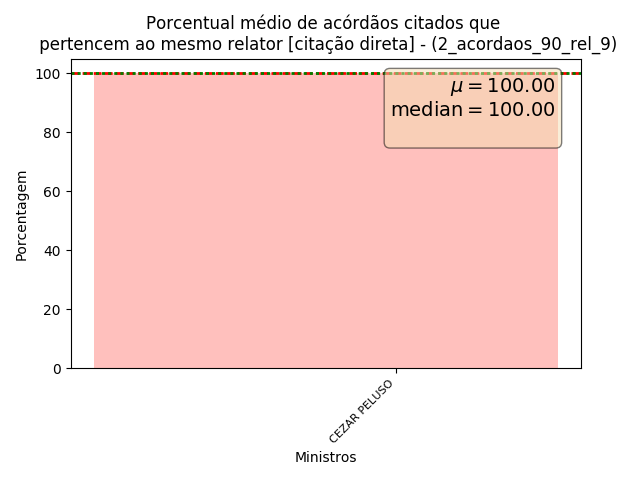 Porcentual médio de acórdãos citados que
pertencem ao mesmo relator [citação direta] - (2_acordaos_90_rel_9)
μ = 100.00
median = 100.00
100
80
60
40
20
0
Porcentagem
CEZAR PELUSO
Ministros